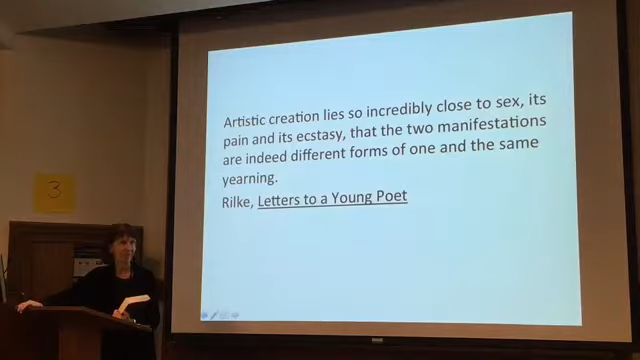 Artistic creation lies so incredibly close to sex, its
pain and its ecstasy, that the two manifestations
are indeed different forms of one and the same
yearning.
Rilke, Letters to a Young Poet
3